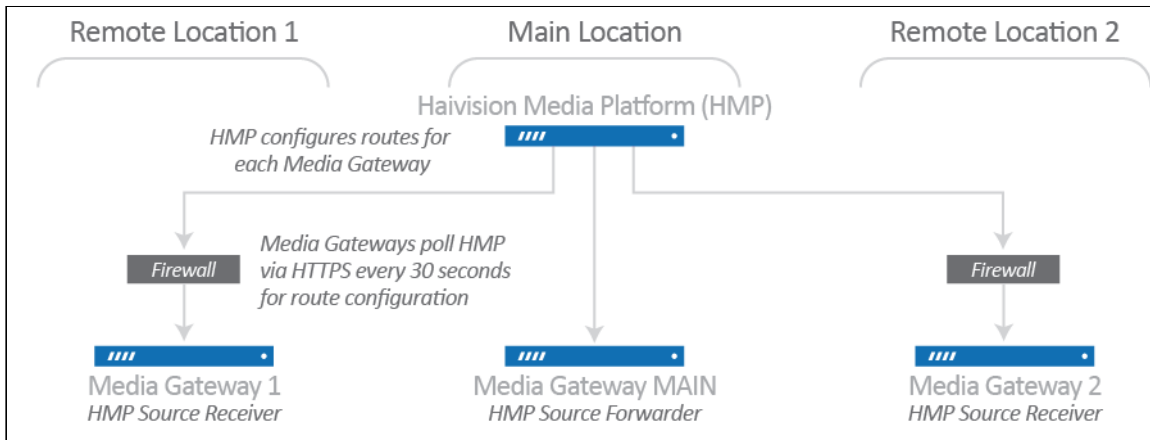 Remote Location 1
Main Location
Remote Location 2
Haivision Media Platform (HMP)
HMP configures routes for
each Media Gateway
Media Gateways poll HMP
via HTTPS every 30 seconds
for route configuration
Firewall
Firewall
Media Gateway 1
HMP Source Receiver
Media Gateway MAIN
HMP Source Forwarder
Media Gateway 2
HMP Source Receiver